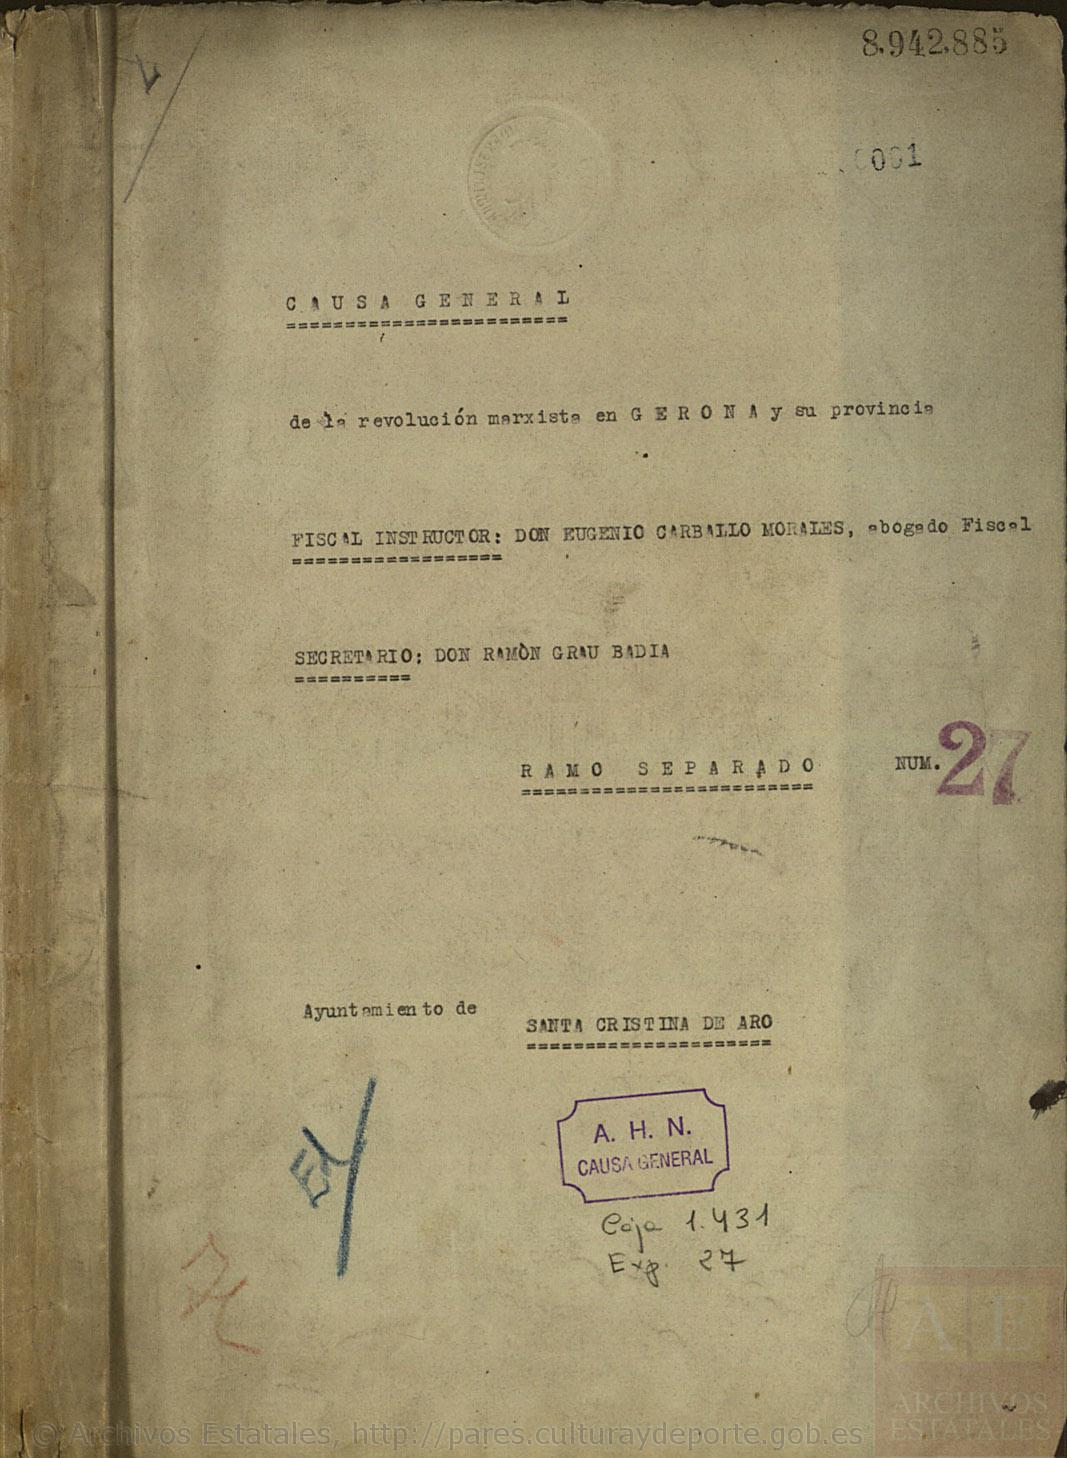 8.942.885
0001
CAUSA GENERAL
========================
de la revolución marxista en GERONA y su provincia
FISCAL INSTRUCTOR: DON EUGENIO CARBALLO MORALES, abogado Fiscal
==================
SECRETARIO: DON RAMÒN GRAU BADIA
==========
RAMO SEPARADO NUM. 27
=========================
Ayuntamiento de
SANTA CRISTINA DE ARO
=====================
A. H. N.
CAUSA GENERAL
Caja 1.431
Exp. 27
A E
ARCHIVOS
ESTATALES
© Archivos Estatales, http://pares.culturaydeporte.gob.es